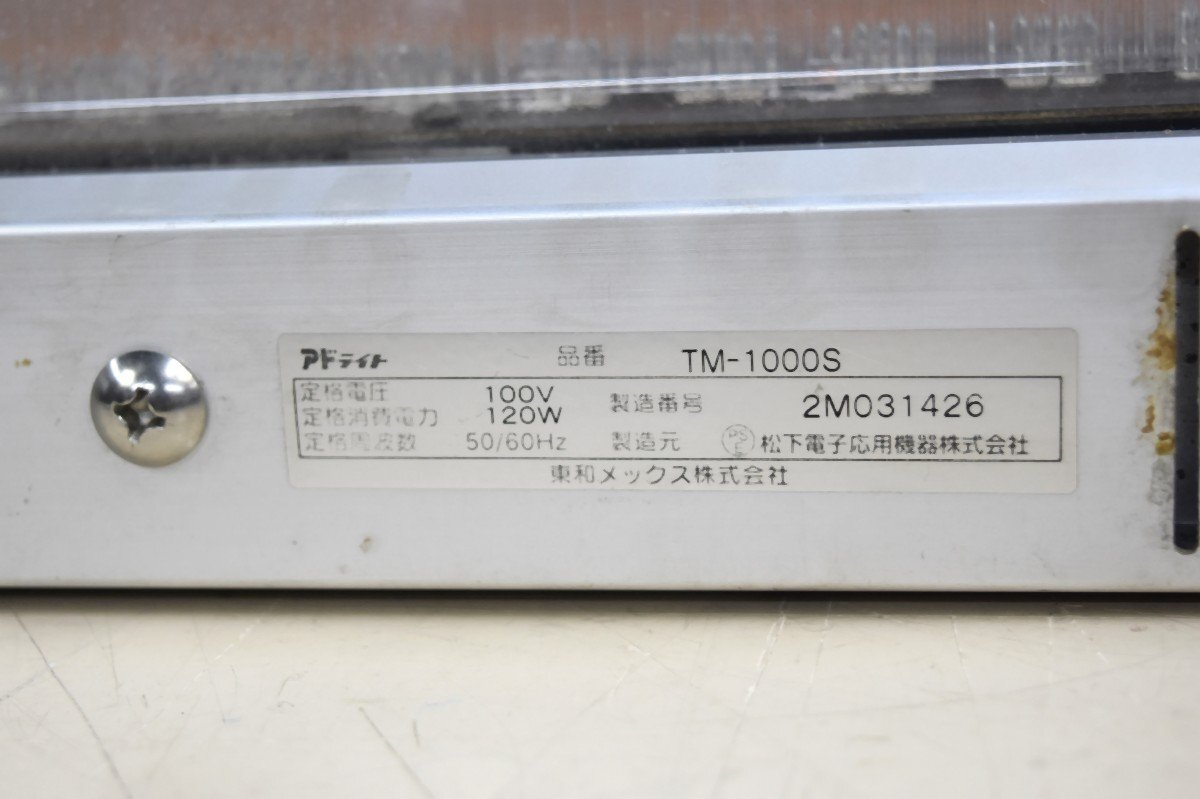 アドライト 品番 TM-1000S
定格電圧 100V
定格消費電力 120W 製造番号 2M031426
定格周波数 50/60Hz 製造元 PSE 松下電子応用機器株式会社
東和メックス株式会社